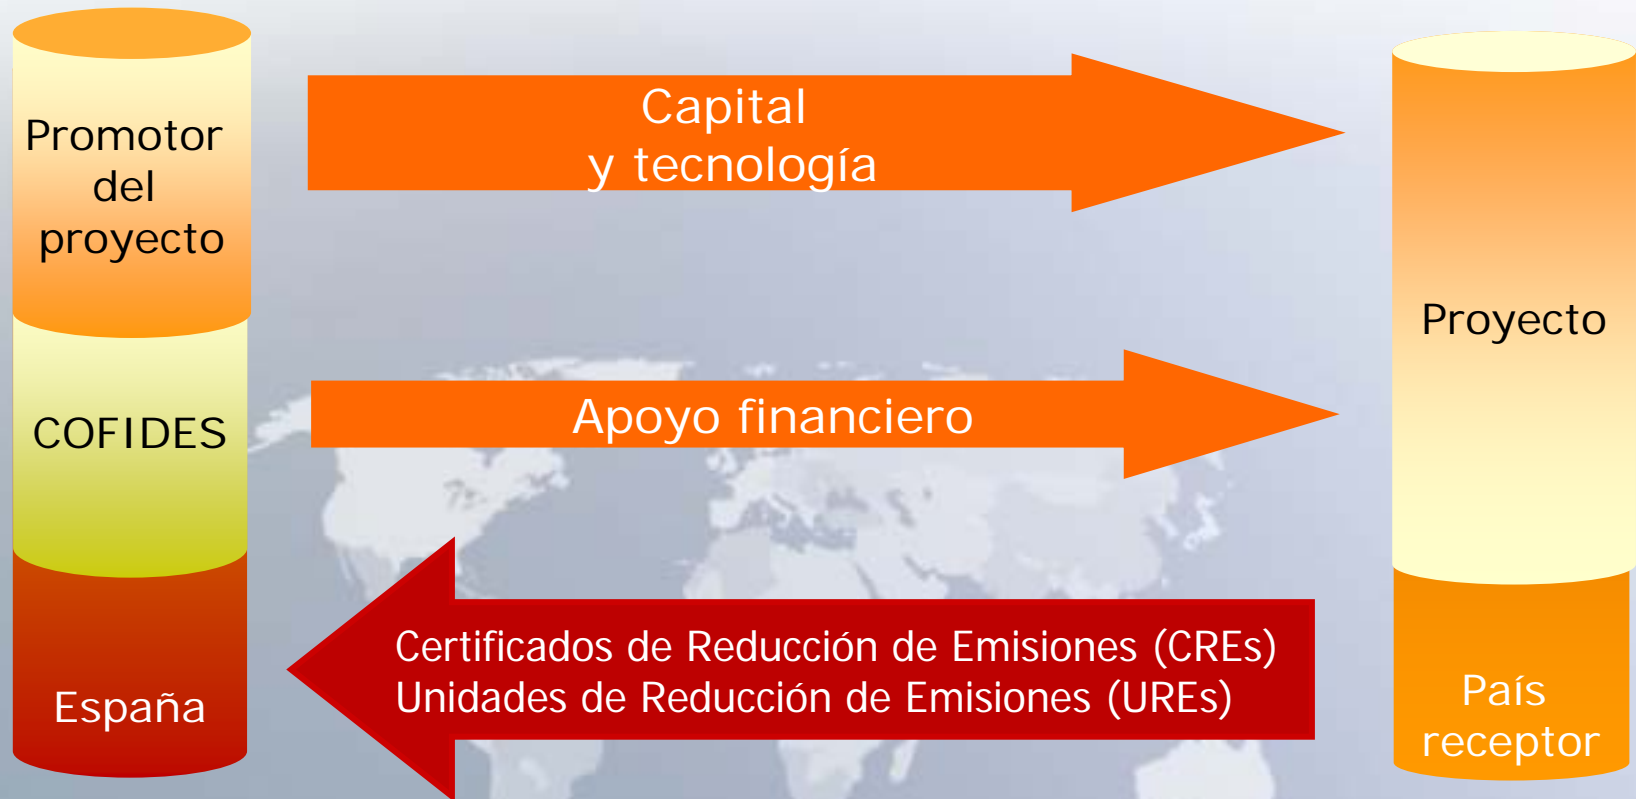 Promotor
del
proyecto
COFIDES
España
Capital
y tecnología
Apoyo financiero
Certificados de Reducción de Emisiones (CREs)
Unidades de Reducción de Emisiones (UREs)
Proyecto
País
receptor